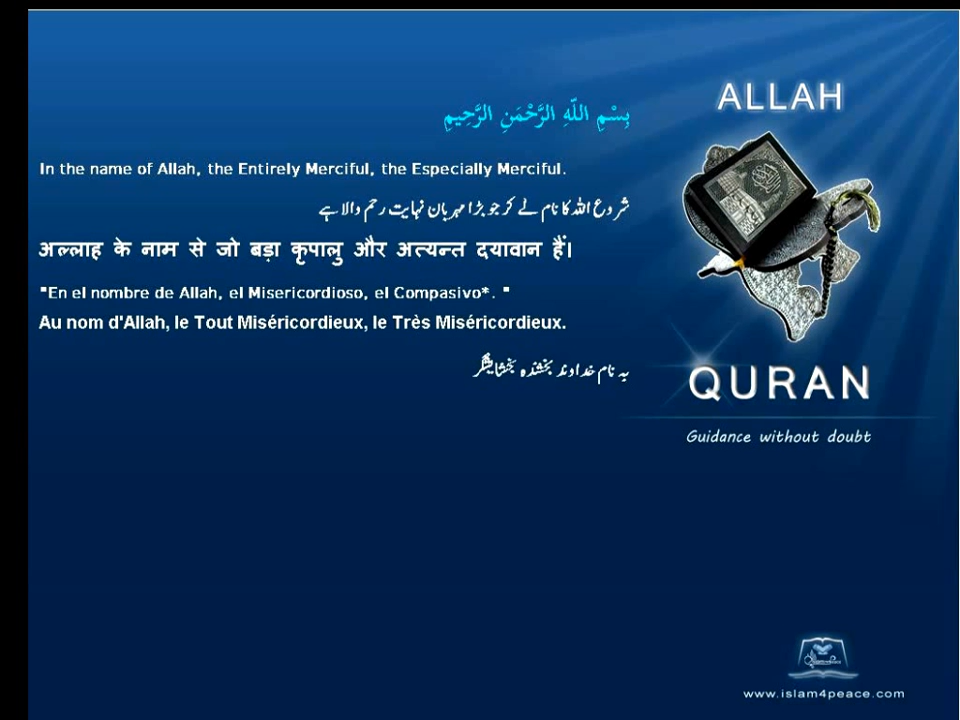 بِسْمِ اللّهِ الرَّحْمَنِ الرَّحِيمِ
In the name of Allah, the Entirely Merciful, the Especially Merciful.
شروع الله کا نام لے کر جو بڑا مہربان نہایت رحم والا ہے
अल्लाह के नाम से जो बड़ा कृपालु और अत्यन्त दयावान हैं।
"En el nombre de Allah, el Misericordioso, el Compasivo*. "
Au nom d'Allah, le Tout Miséricordieux, le Très Miséricordieux.
به نام خداوند بخشنده بخشایشگر
ALLAH
QURAN
Guidance without doubt
www.islam4peace.com